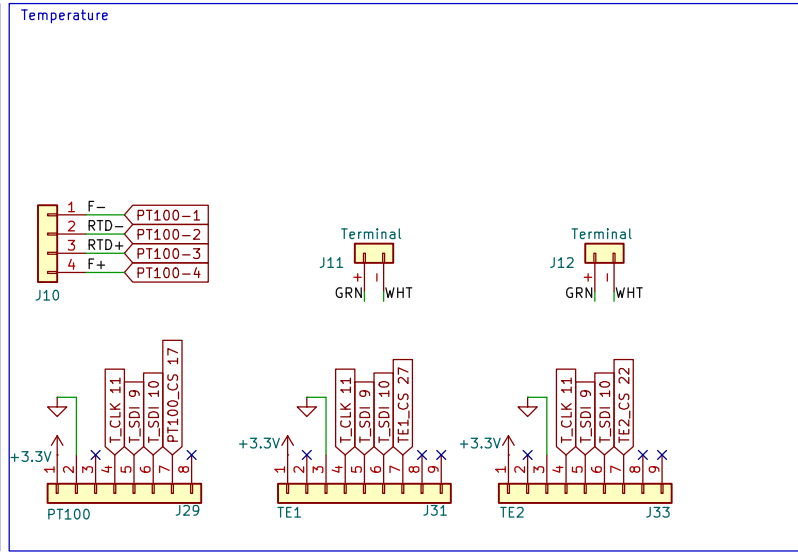 Temperature
1 F- PT100-1
2 RTD- PT100-2
3 RTD+ PT100-3
4 F+ PT100-4
J10
Terminal
J11
+ -
GRN WHT
Terminal
J12
+ -
GRN WHT
T_CLK 11
T_SDI 9
T_SDI 10
PT100_CS 17
+3.3V
1 2 3 4 5 6 7 8
PT100 J29
T_CLK 11
T_SDI 9
T_SDI 10
TE1_CS 27
+3.3V
1 2 3 4 5 6 7 8 9
TE1 J31
T_CLK 11
T_SDI 9
T_SDI 10
TE2_CS 22
+3.3V
1 2 3 4 5 6 7 8 9
TE2 J33